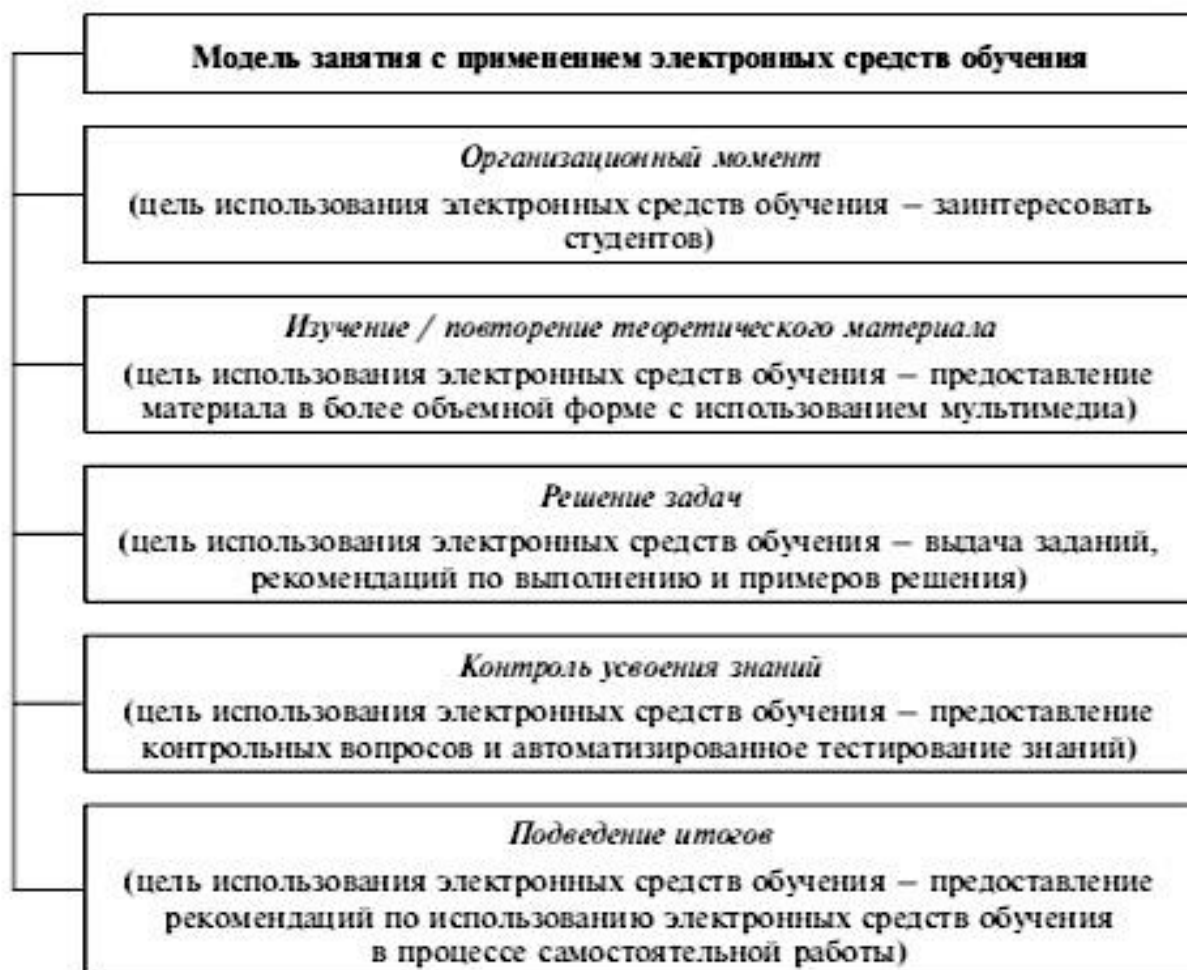 Модель занятия с применением электронных средств обучения
Организационный момент
(цель использования электронных средств обучения – заинтересовать
студентов)
Изучение / повторение теоретического материала
(цель использования электронных средств обучения – предоставление
материала в более объемной форме с использованием мультимедиа)
Решение задач
(цель использования электронных средств обучения – выдача заданий,
рекомендаций по выполнению и примеров решения)
Контроль усвоения знаний
(цель использования электронных средств обучения – предоставление
контрольных вопросов и автоматизированное тестирование знаний)
Подведение итогов
(цель использования электронных средств обучения – предоставление
рекомендаций по использованию электронных средств обучения
в процессе самостоятельной работы)